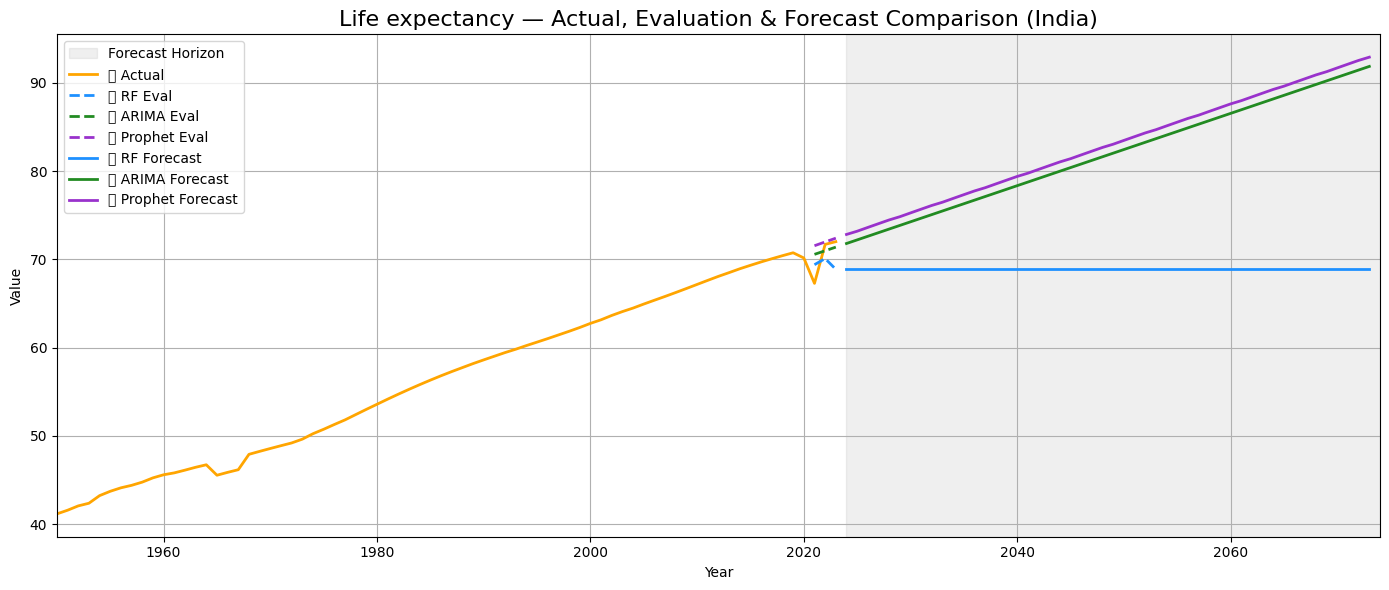 Life expectancy — Actual, Evaluation & Forecast Comparison (India)
Forecast Horizon
Actual
RF Eval
ARIMA Eval
Prophet Eval
RF Forecast
ARIMA Forecast
Prophet Forecast
Value
90
80
70
60
50
40
1960
1980
2000
2020
2040
2060
Year